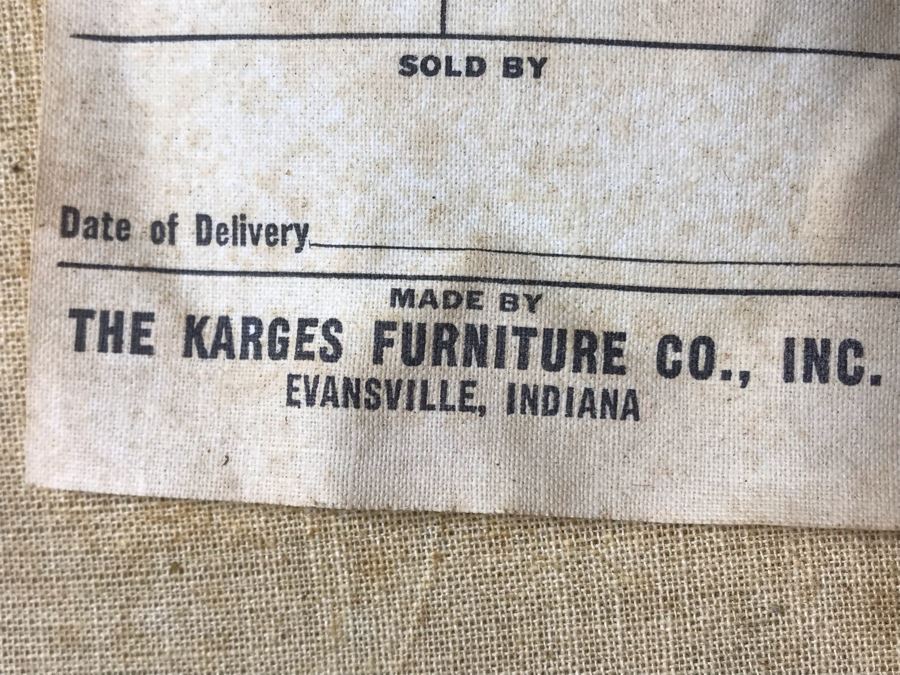 SOLD BY
Date of Delivery
MADE BY
THE KARGES FURNITURE CO., INC.
EVANSVILLE, INDIANA